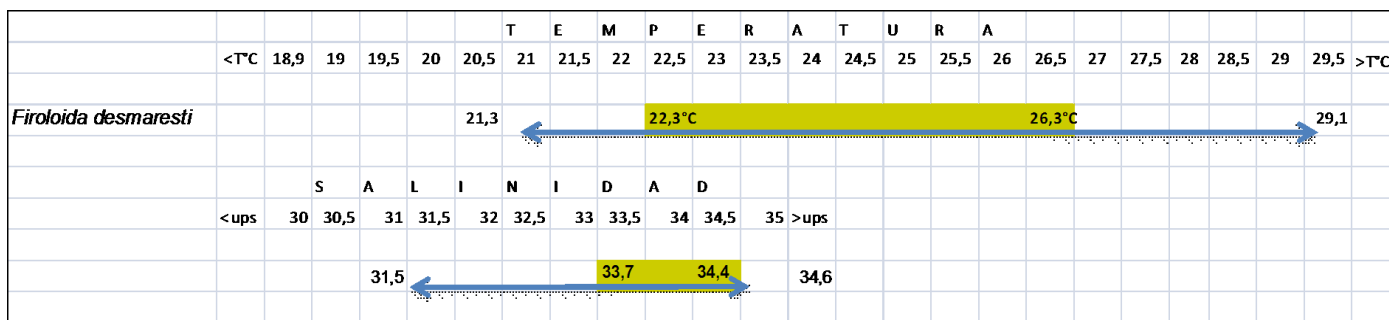 T E M P E R A T U R A
<T°C 18,9 19 19,5 20 20,5 21 21,5 22 22,5 23 23,5 24 24,5 25 25,5 26 26,5 27 27,5 28 28,5 29 29,5 >T°C
Firoloida desmaresti 21,3 22,3°C 26,3°C 29,1
S A L I N I D A D
<ups 30 30,5 31 31,5 32 32,5 33 33,5 34 34,5 35 >ups
31,5 33,7 34,4 34,6